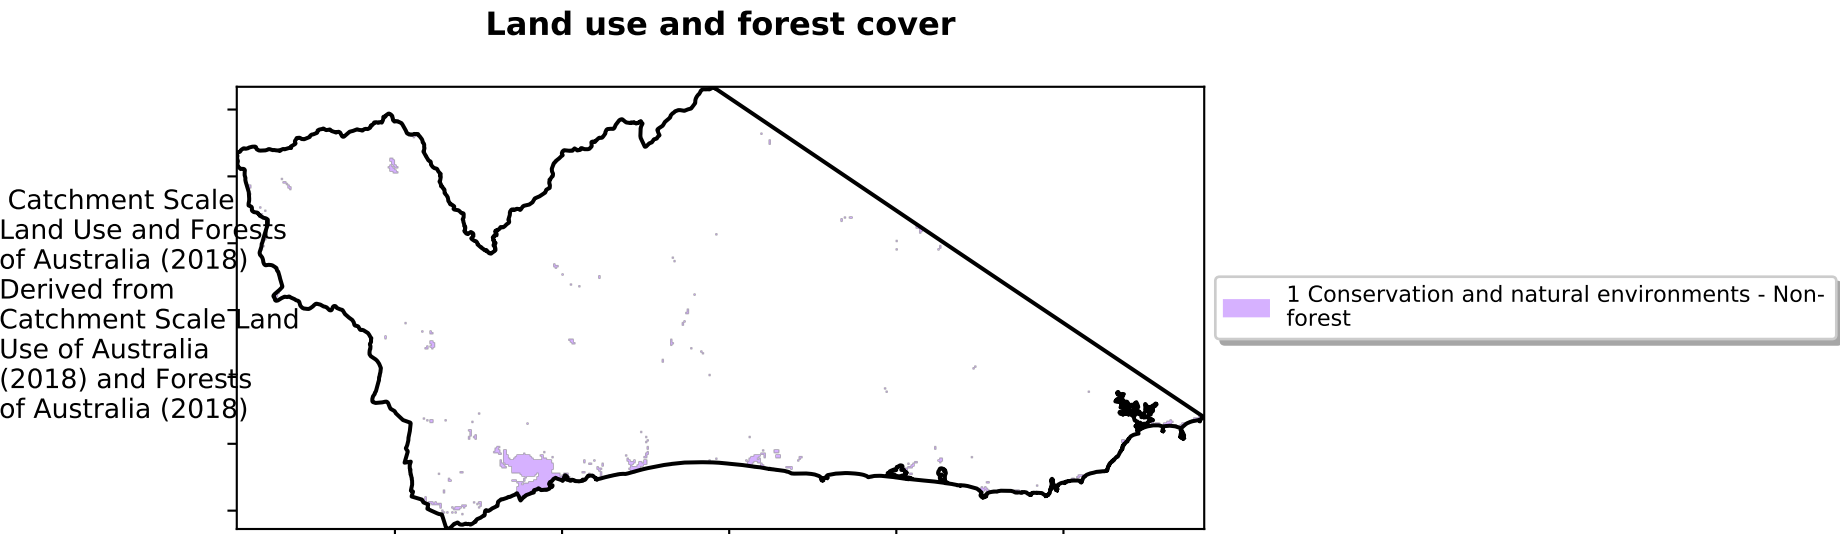 Land use and forest cover
Catchment Scale
Land Use and Forests
of Australia (2018)
Derived from
Catchment Scale Land
Use of Australia
(2018) and Forests
of Australia (2018)
1 Conservation and natural environments - Non-
forest